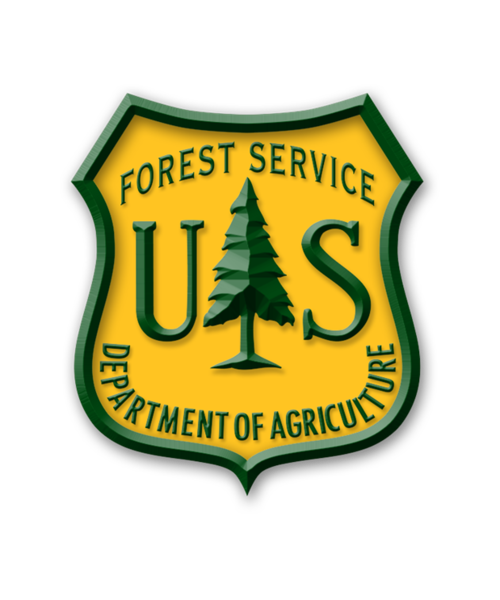 FOREST SERVICE
U S
DEPARTMENT OF AGRICULTURE